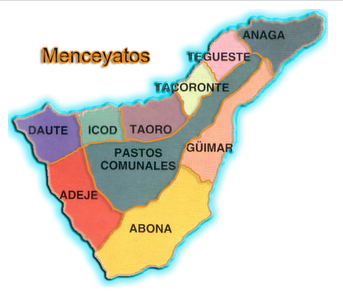 Menceyatos
ANAGA
TEGUESTE
TACORONTE
DAUTE
ICOD
TAORO
GÜIMAR
PASTOS
COMUNALES
ADEJE
ABONA